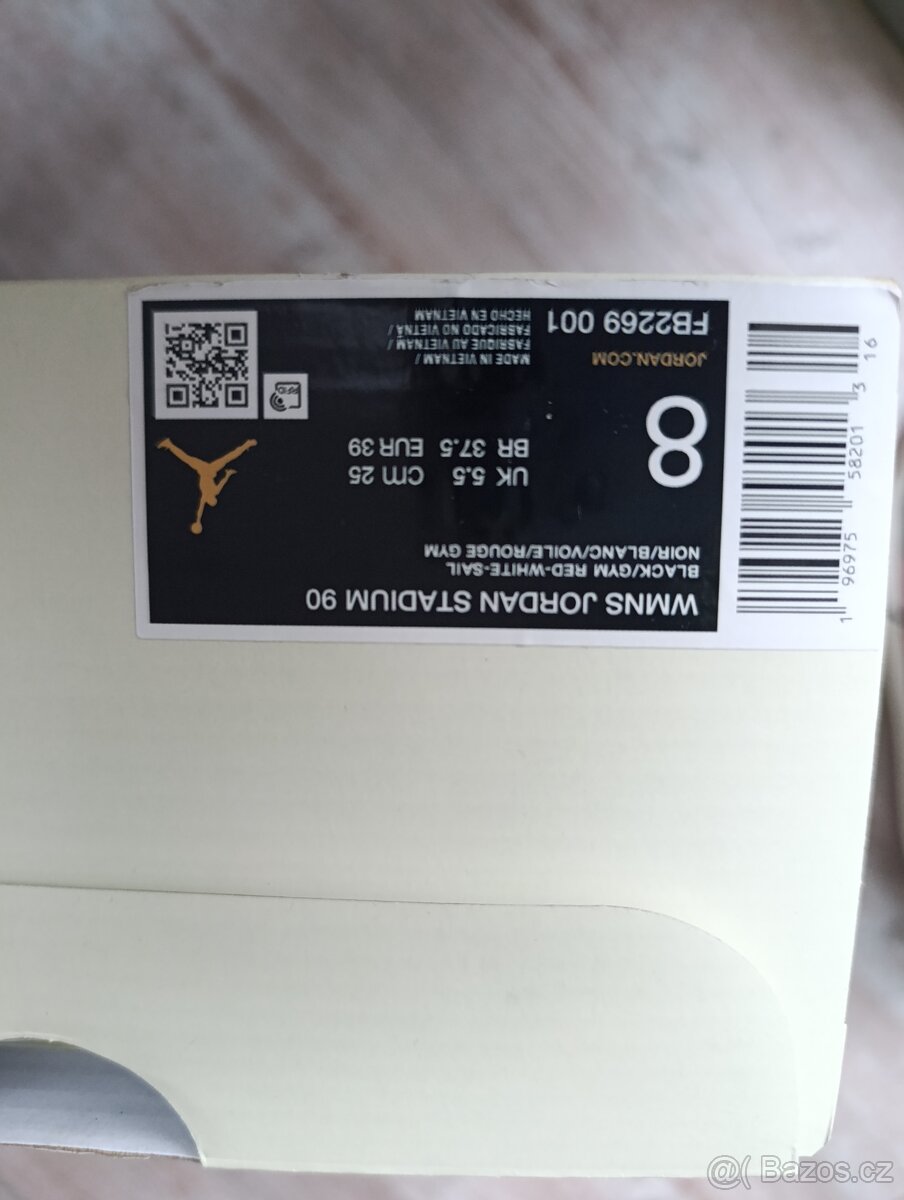 WMNS JORDAN STADIUM 90
BLACK/GYM RED-WHITE-SAIL
NOIR/BLANC/VOILE/ROUGE GYM
8
UK 5.5 cm 25
BR 37.5 EUR 39
JORDAN.COM
FB2269 001
MADE IN VIETNAM /
FABRIQUE AU VIETNAM /
FABRICADO NO VIETNÃ /
HECHO EN VIETNAM
RFID
1 96975 58201 3 16
@( Bazos.cz